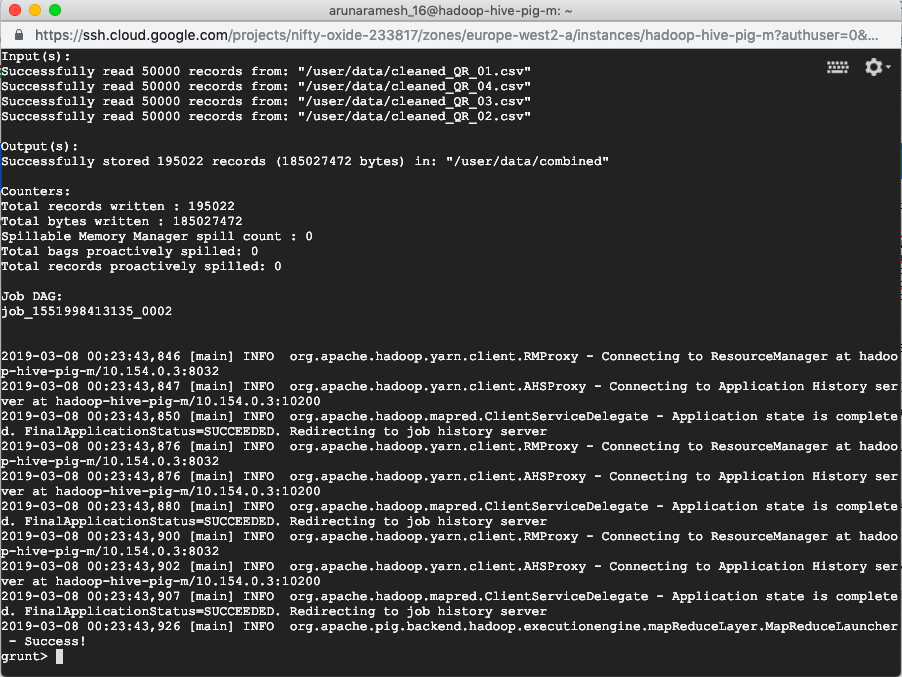 arunaramesh_16@hadoop-hive-pig-m: ~
https://ssh.cloud.google.com/projects/nifty-oxide-233817/zones/europe-west2-a/instances/hadoop-hive-pig-m?authuser=0&...
Input(s):
Successfully read 50000 records from: "/user/data/cleaned_QR_01.csv"
Successfully read 50000 records from: "/user/data/cleaned_QR_04.csv"
Successfully read 50000 records from: "/user/data/cleaned_QR_03.csv"
Successfully read 50000 records from: "/user/data/cleaned_QR_02.csv"
Output(s):
Successfully stored 195022 records (185027472 bytes) in: "/user/data/combined"
Counters:
Total records written : 195022
Total bytes written : 185027472
Spillable Memory Manager spill count : 0
Total bags proactively spilled: 0
Total records proactively spilled: 0
Job DAG:
job_1551998413135_0002
2019-03-08 00:23:43,846 [main] INFO  org.apache.hadoop.yarn.client.RMProxy - Connecting to ResourceManager at hadoo
p-hive-pig-m/10.154.0.3:8032
2019-03-08 00:23:43,847 [main] INFO  org.apache.hadoop.yarn.client.AHSProxy - Connecting to Application History ser
ver at hadoop-hive-pig-m/10.154.0.3:10200
2019-03-08 00:23:43,850 [main] INFO  org.apache.hadoop.mapred.ClientServiceDelegate - Application state is complete
d. FinalApplicationStatus=SUCCEEDED. Redirecting to job history server
2019-03-08 00:23:43,876 [main] INFO  org.apache.hadoop.yarn.client.RMProxy - Connecting to ResourceManager at hadoo
p-hive-pig-m/10.154.0.3:8032
2019-03-08 00:23:43,876 [main] INFO  org.apache.hadoop.yarn.client.AHSProxy - Connecting to Application History ser
ver at hadoop-hive-pig-m/10.154.0.3:10200
2019-03-08 00:23:43,880 [main] INFO  org.apache.hadoop.mapred.ClientServiceDelegate - Application state is complete
d. FinalApplicationStatus=SUCCEEDED. Redirecting to job history server
2019-03-08 00:23:43,900 [main] INFO  org.apache.hadoop.yarn.client.RMProxy - Connecting to ResourceManager at hadoo
p-hive-pig-m/10.154.0.3:8032
2019-03-08 00:23:43,902 [main] INFO  org.apache.hadoop.yarn.client.AHSProxy - Connecting to Application History ser
ver at hadoop-hive-pig-m/10.154.0.3:10200
2019-03-08 00:23:43,907 [main] INFO  org.apache.hadoop.mapred.ClientServiceDelegate - Application state is complete
d. FinalApplicationStatus=SUCCEEDED. Redirecting to job history server
2019-03-08 00:23:43,926 [main] INFO  org.apache.pig.backend.hadoop.executionengine.mapReduceLayer.MapReduceLauncher
 - Success!
grunt>